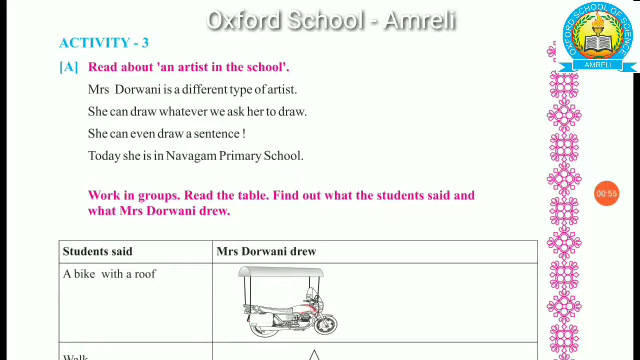 Oxford School - Amreli
OXFORD SCHOOL OF SCIENCE
AMRELI
ACTIVITY - 3
[A] Read about 'an artist in the school'.
Mrs Dorwani is a different type of artist.
She can draw whatever we ask her to draw.
She can even draw a sentence !
Today she is in Navagam Primary School.
00:55
Work in groups. Read the table. Find out what the students said and
what Mrs Dorwani drew.
Students said
Mrs Dorwani drew
A bike with a roof
Walk